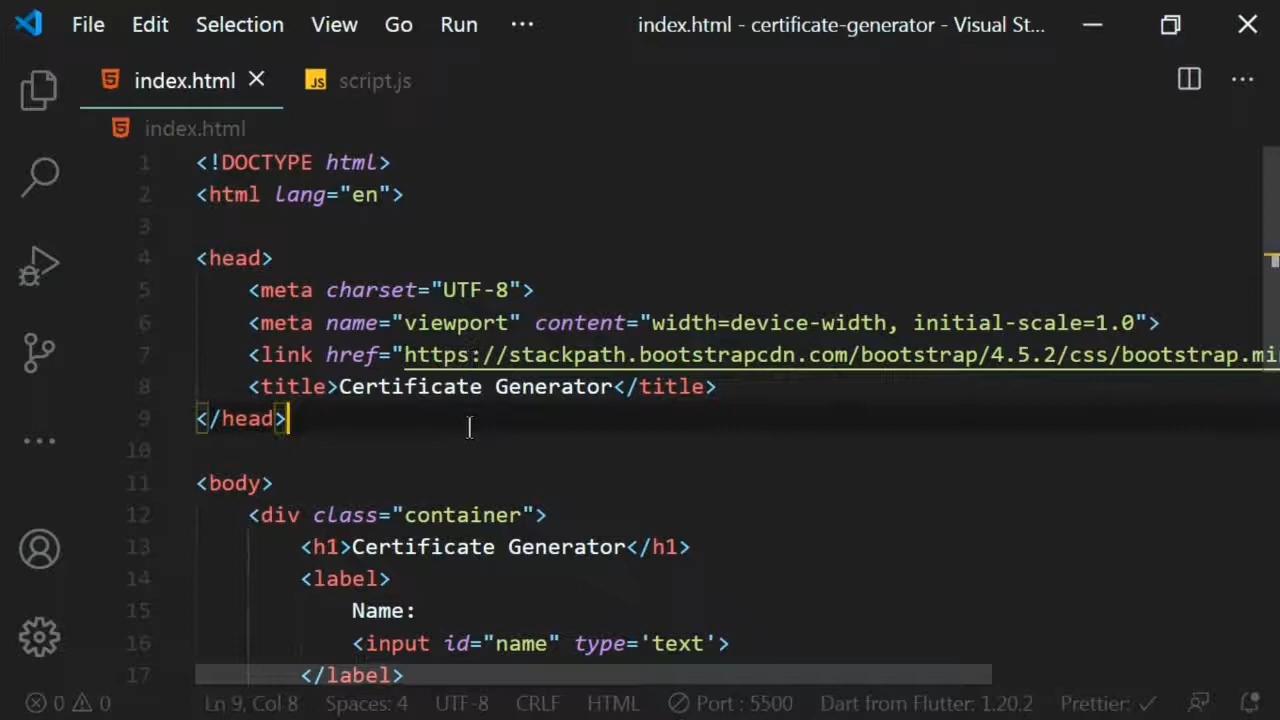 File Edit Selection View Go Run ··· index.html - certificate-generator - Visual St...
index.html script.js
index.html
1 <!DOCTYPE html>
2 <html lang="en">
3
4 <head>
5 <meta charset="UTF-8">
6 <meta name="viewport" content="width=device-width, initial-scale=1.0">
7 <link href="https://stackpath.bootstrapcdn.com/bootstrap/4.5.2/css/bootstrap.mi
8 <title>Certificate Generator</title>
9 </head>
10
11 <body>
12 <div class="container">
13 <h1>Certificate Generator</h1>
14 <label>
15 Name:
16 <input id="name" type='text'>
17 </label>
0 0 Ln 9, Col 8 Spaces: 4 UTF-8 CRLF HTML Port : 5500 Dart from Flutter: 1.20.2 Prettier: ✓